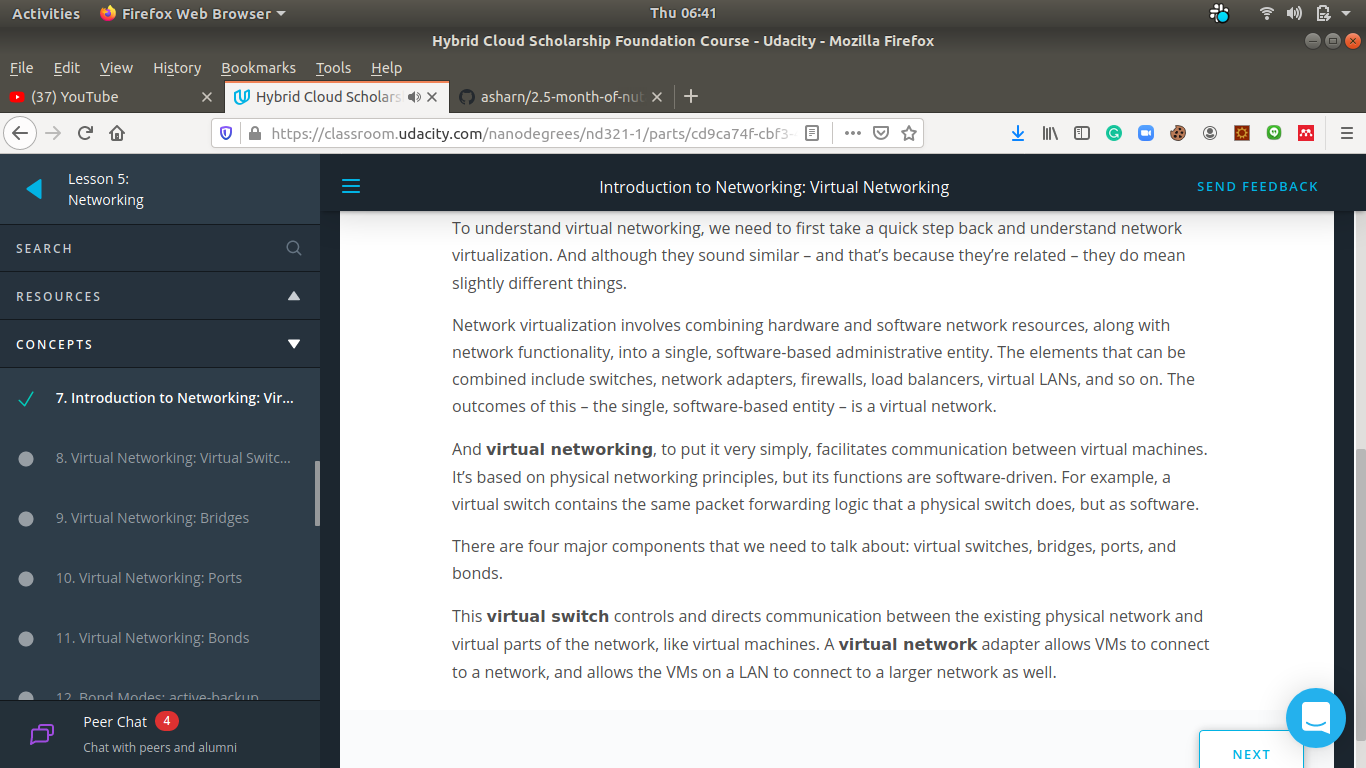 Activities Firefox Web Browser Thu 06:41
Hybrid Cloud Scholarship Foundation Course - Udacity - Mozilla Firefox
File Edit View History Bookmarks Tools Help
(37) YouTube Hybrid Cloud Scholars asharn/2.5-month-of-nut
https://classroom.udacity.com/nanodegrees/nd321-1/parts/cd9ca74f-cbf3-
Lesson 5:
Networking
SEARCH
RESOURCES
CONCEPTS
7. Introduction to Networking: Vir...
8. Virtual Networking: Virtual Switc...
9. Virtual Networking: Bridges
10. Virtual Networking: Ports
11. Virtual Networking: Bonds
12. Bond Modes: active-backup
Peer Chat 4
Chat with peers and alumni
Introduction to Networking: Virtual Networking
SEND FEEDBACK
To understand virtual networking, we need to first take a quick step back and understand network
virtualization. And although they sound similar – and that’s because they’re related – they do mean
slightly different things.
Network virtualization involves combining hardware and software network resources, along with
network functionality, into a single, software-based administrative entity. The elements that can be
combined include switches, network adapters, firewalls, load balancers, virtual LANs, and so on. The
outcomes of this – the single, software-based entity – is a virtual network.
And virtual networking, to put it very simply, facilitates communication between virtual machines.
It’s based on physical networking principles, but its functions are software-driven. For example, a
virtual switch contains the same packet forwarding logic that a physical switch does, but as software.
There are four major components that we need to talk about: virtual switches, bridges, ports, and
bonds.
This virtual switch controls and directs communication between the existing physical network and
virtual parts of the network, like virtual machines. A virtual network adapter allows VMs to connect
to a network, and allows the VMs on a LAN to connect to a larger network as well.
NEXT